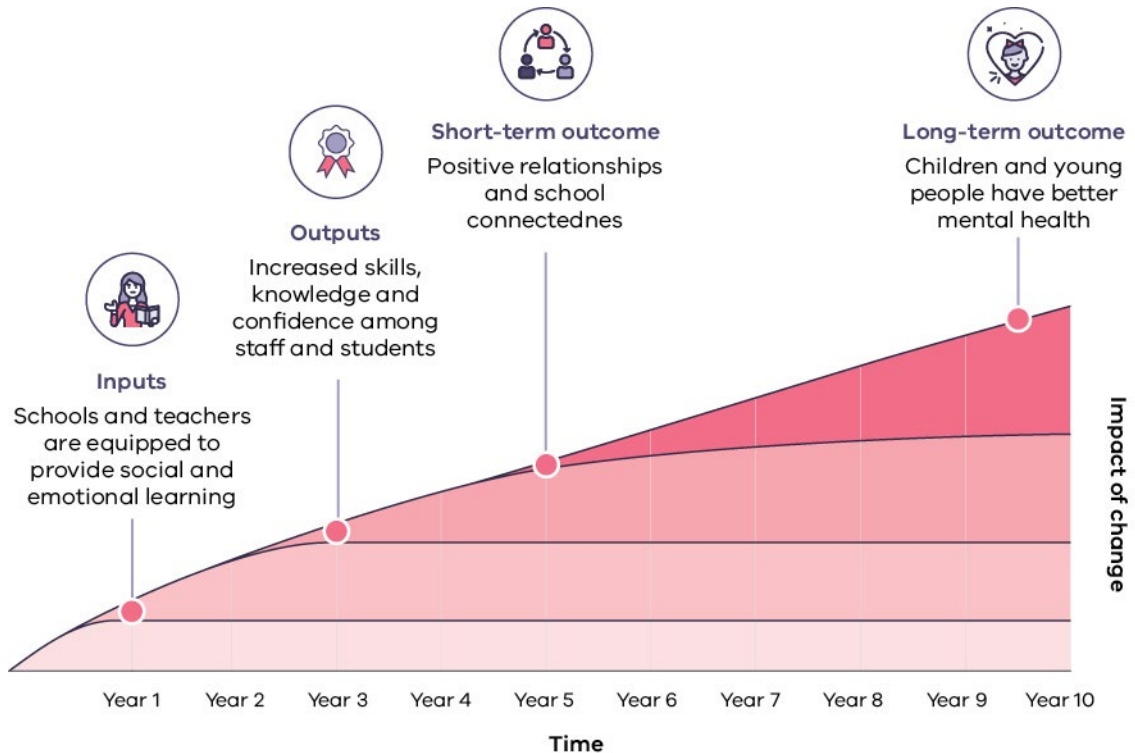 Short-term outcome
Positive relationships
and school
connectednes
Long-term outcome
Children and young
people have better
mental health
Outputs
Increased skills,
knowledge and
confidence among
staff and students
Inputs
Schools and teachers
are equipped to
provide social and
emotional learning
Impact of change
Year 1 Year 2 Year 3 Year 4 Year 5 Year 6 Year 7 Year 8 Year 9 Year 10
Time